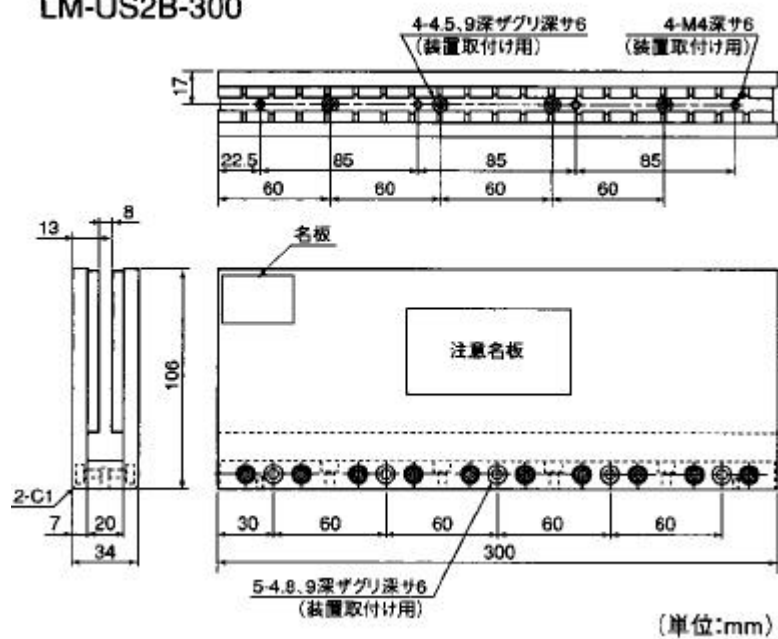 LM-US2B-300
4-4.5、9深ザグリ深サ6
(装置取付け用)
4-M4深サ6
(装置取付け用)
17
22.5 85 85 85
60 60 60 60
8
13
名板
注意名板
106
2-C1
7 20
34
30 60 60 60 60
300
5-4.8、9深ザグリ深サ6
(装置取付け用)
(単位:mm)